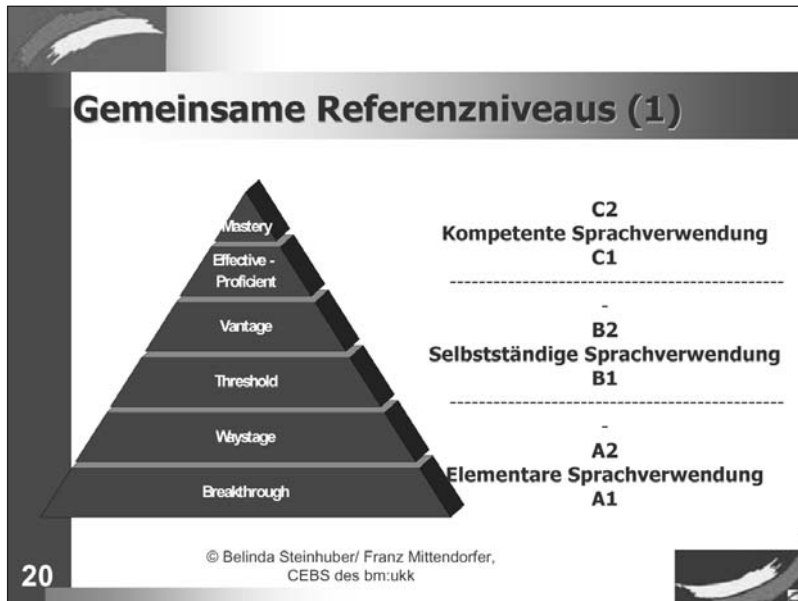 Gemeinsame Referenzniveaus (1)
Mastery
Effective -
Proficient
Vantage
Threshold
Waystage
Breakthrough
C2
Kompetente Sprachverwendung
C1
----------------------------------------------
-
B2
Selbstständige Sprachverwendung
B1
----------------------------------------------
-
A2
Elementare Sprachverwendung
A1
© Belinda Steinhuber/ Franz Mittendorfer,
CEBS des bm:ukk
20